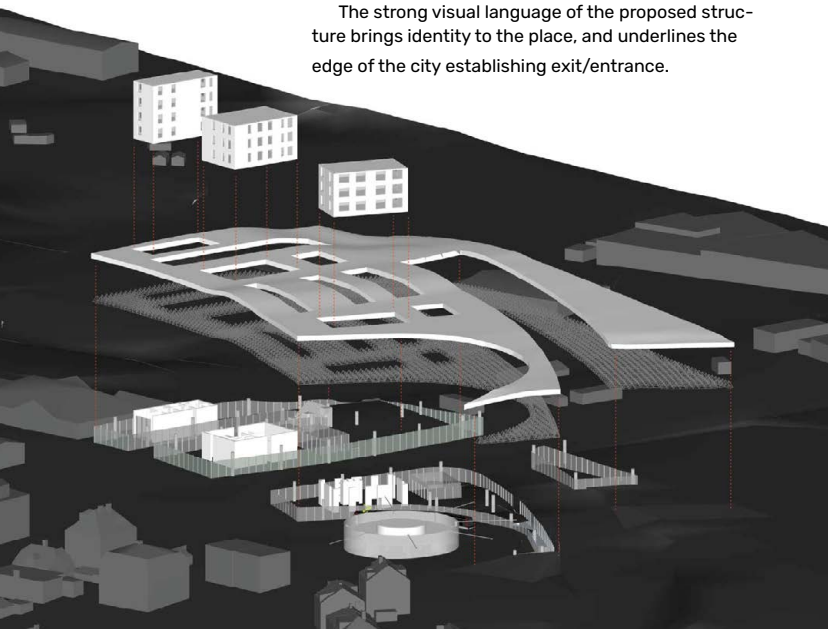 The strong visual language of the proposed struc-
ture brings identity to the place, and underlines the
edge of the city establishing exit/entrance.